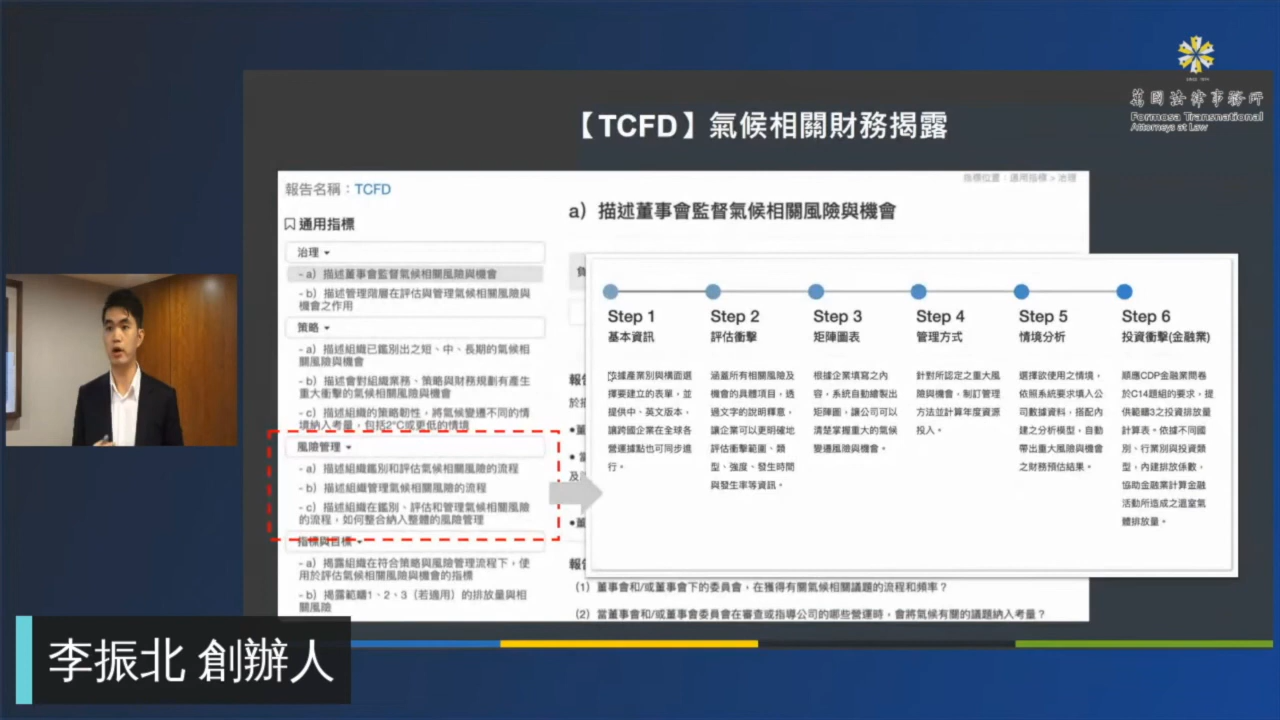 SINCE 1974
萬國法律事務所
Formosa Transnational
Attorneys at Law
【TCFD】氣候相關財務揭露
報告名稱：TCFD
通用指標
治理
- a）描述董事會監督氣候相關風險與機會
- b）描述管理階層在評估與管理氣候相關風險與
機會之作用
策略
- a）描述組織已鑑別出之短、中、長期的氣候相
關風險與機會
- b）描述會對組織業務、策略與財務規劃有產生
重大衝擊的氣候相關風險與機會
- c）描述組織的策略韌性，將氣候變遷不同的情
境納入考量，包括2°C或更低的情境
風險管理
- a）描述組織鑑別和評估氣候相關風險的流程
- b）描述組織管理氣候相關風險的流程
- c）描述組織在鑑別、評估和管理氣候相關風險
的流程，如何整合納入整體的風險管理
指標與目標
- a）揭露組織在符合策略與風險管理流程下，使
用於評估氣候相關風險與機會的指標
- b）揭露範疇1、2、3（若適用）的排放量與相
關風險
指標位置：通用指標 > 治理
a）描述董事會監督氣候相關風險與機會
Step 1
基本資訊
依據產業別與構面選
擇要建立的表單，並
提供中、英文版本，
讓跨國企業在全球各
營運據點也可同步進
行。
Step 2
評估衝擊
涵蓋所有相關風險及
機會的具體項目，透
過文字的說明釋意，
讓企業可以更明確地
評估衝擊範圍、類
型、強度、發生時間
與發生率等資訊。
Step 3
矩陣圖表
根據企業填寫之內
容，系統自動繪製出
矩陣圖，讓公司可以
清楚掌握重大的氣候
變遷風險與機會。
Step 4
管理方式
針對所認定之重大風
險與機會，制訂管理
方法並計算年度資源
投入。
Step 5
情境分析
選擇欲使用之情境，
依照系統要求填入公
司數據資料，搭配內
建之分析模型，自動
帶出重大風險與機會
之財務預估結果。
Step 6
投資衝擊(金融業)
順應CDP金融業問卷
於C14題組的要求，提
供範疇3之投資排放量
計算表。依據不同國
別、行業別與投資類
型，內建排放係數，
協助金融業計算金融
活動所造成之溫室氣
體排放量。
（1）董事會和/或董事會下的委員會，在獲得有關氣候相關議題的流程和頻率？
（2）當董事會和/或董事會委員會在審查或指導公司的哪些營運時，會將氣候有關的議題納入考量？
李振北 創辦人